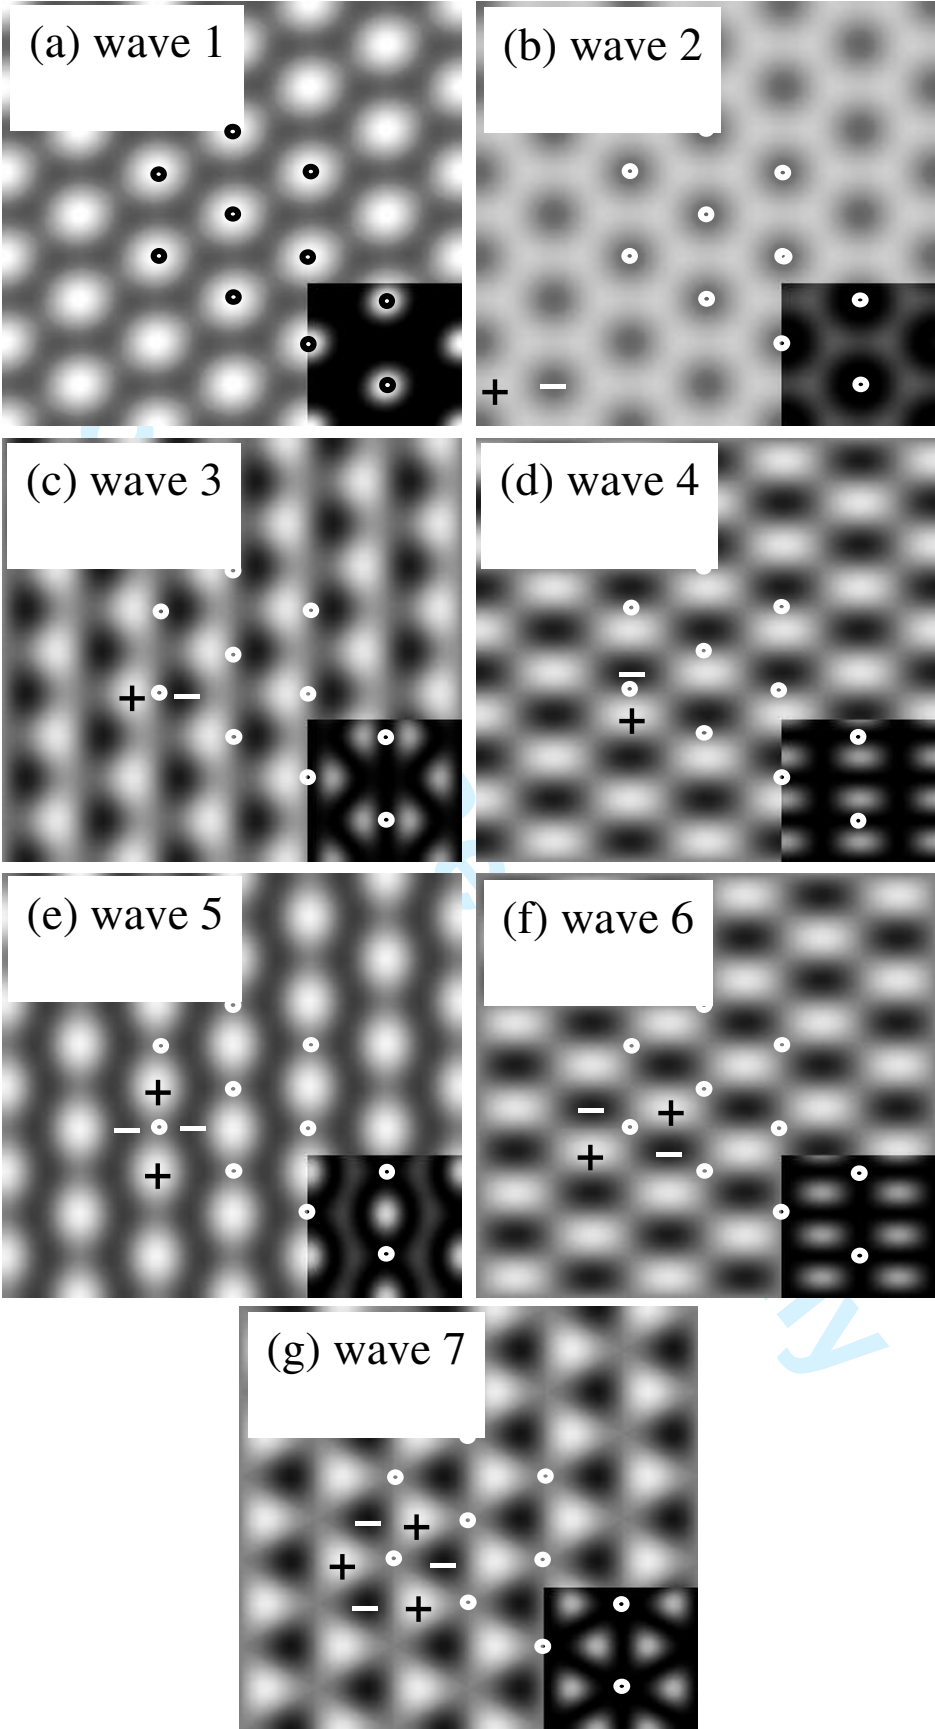 (a) wave 1
(b) wave 2
+ −
(c) wave 3
+ −
(d) wave 4
−
+
(e) wave 5
+
− −
+
(f) wave 6
− +
+ −
(g) wave 7
− +
+ −
− +